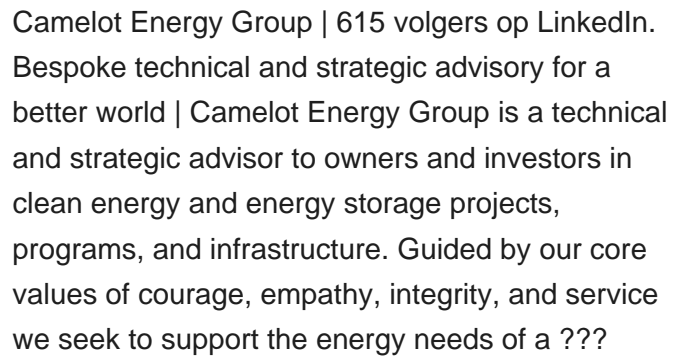 Camelot Energy Group | 615 volgers op LinkedIn.
Bespoke technical and strategic advisory for a
better world | Camelot Energy Group is a technical
and strategic advisor to owners and investors in
clean energy and energy storage projects,
programs, and infrastructure. Guided by our core
values of courage, empathy, integrity, and service
we seek to support the energy needs of a ???